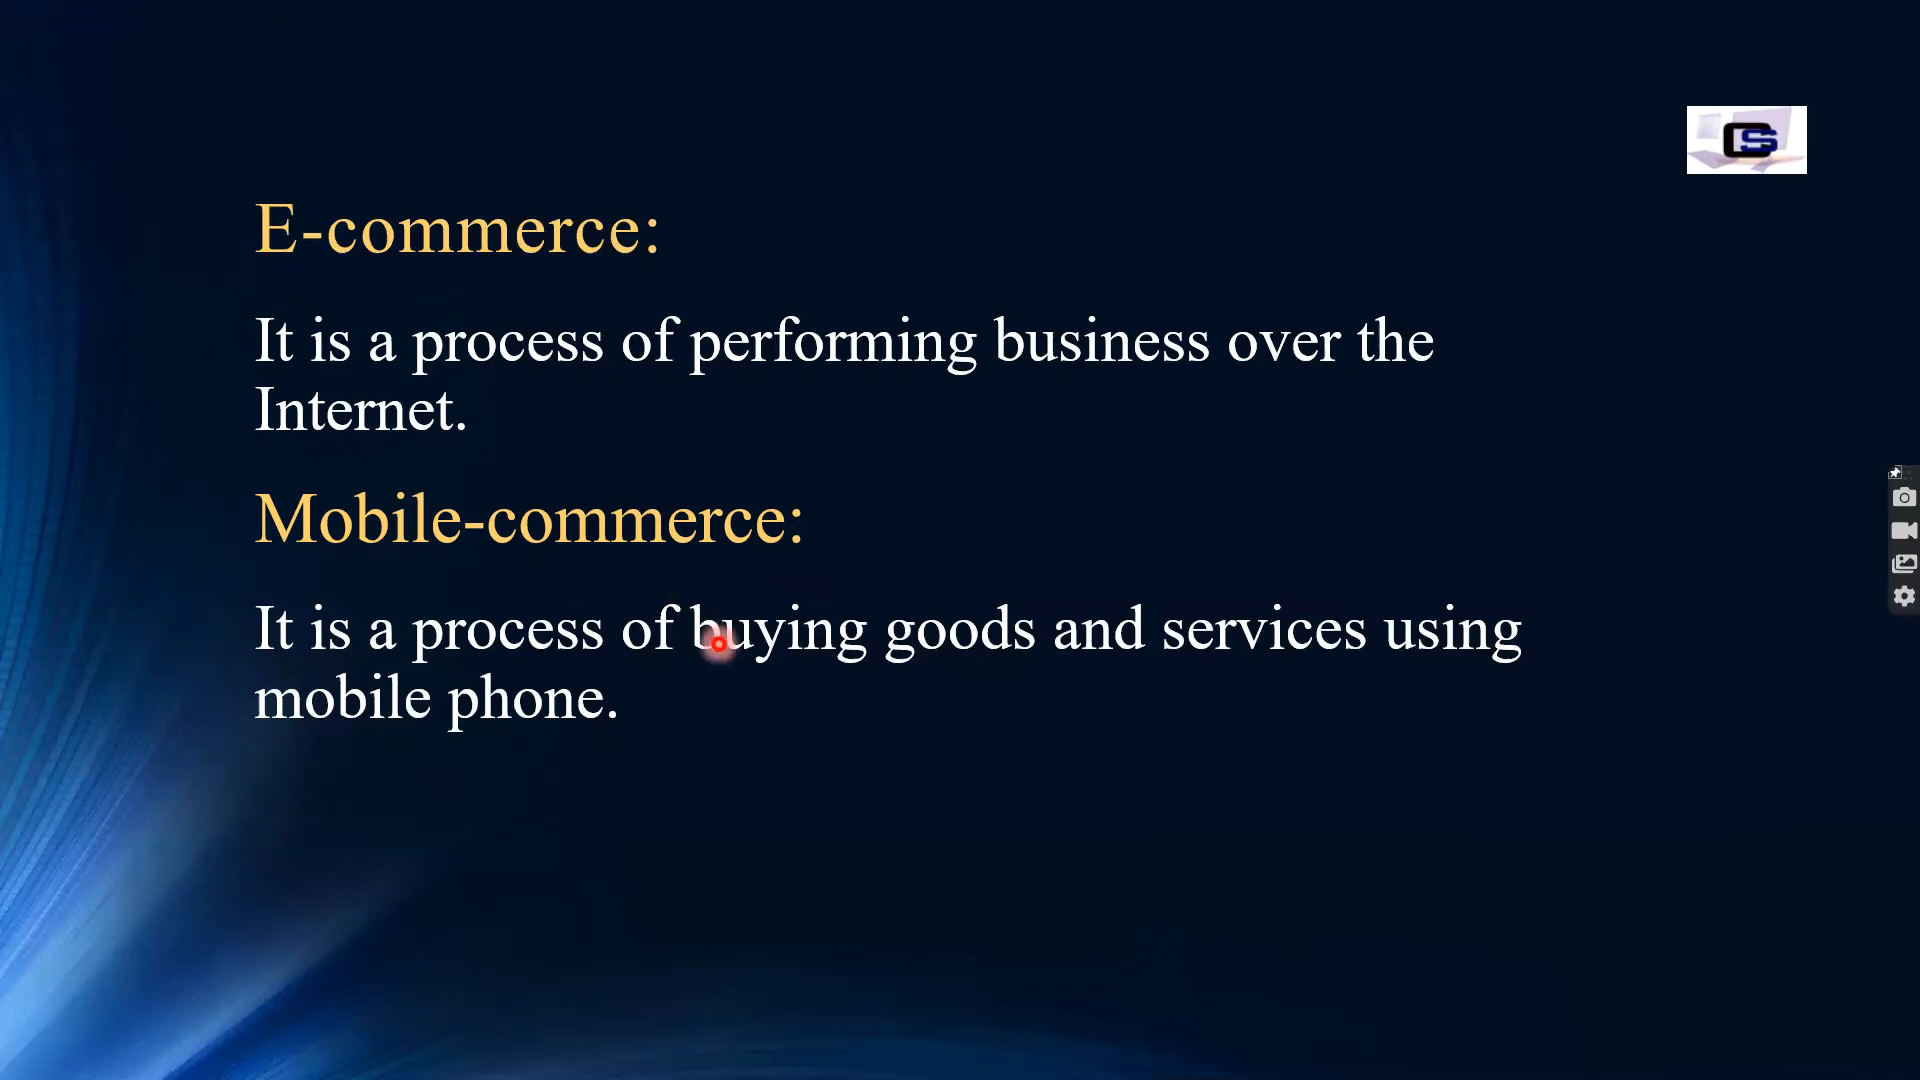 CS
E-commerce:
It is a process of performing business over the
Internet.
Mobile-commerce:
It is a process of buying goods and services using
mobile phone.